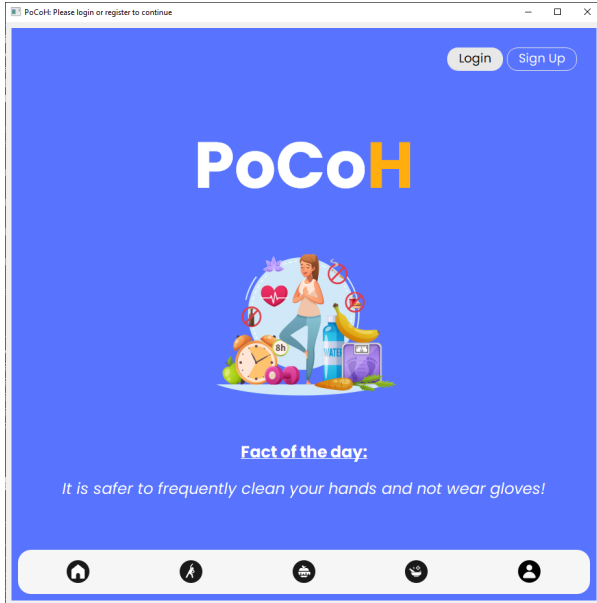 PoCoH: Please login or register to continue
Login
Sign Up
PoCoH
8h
WATE
Fact of the day:
It is safer to frequently clean your hands and not wear gloves!